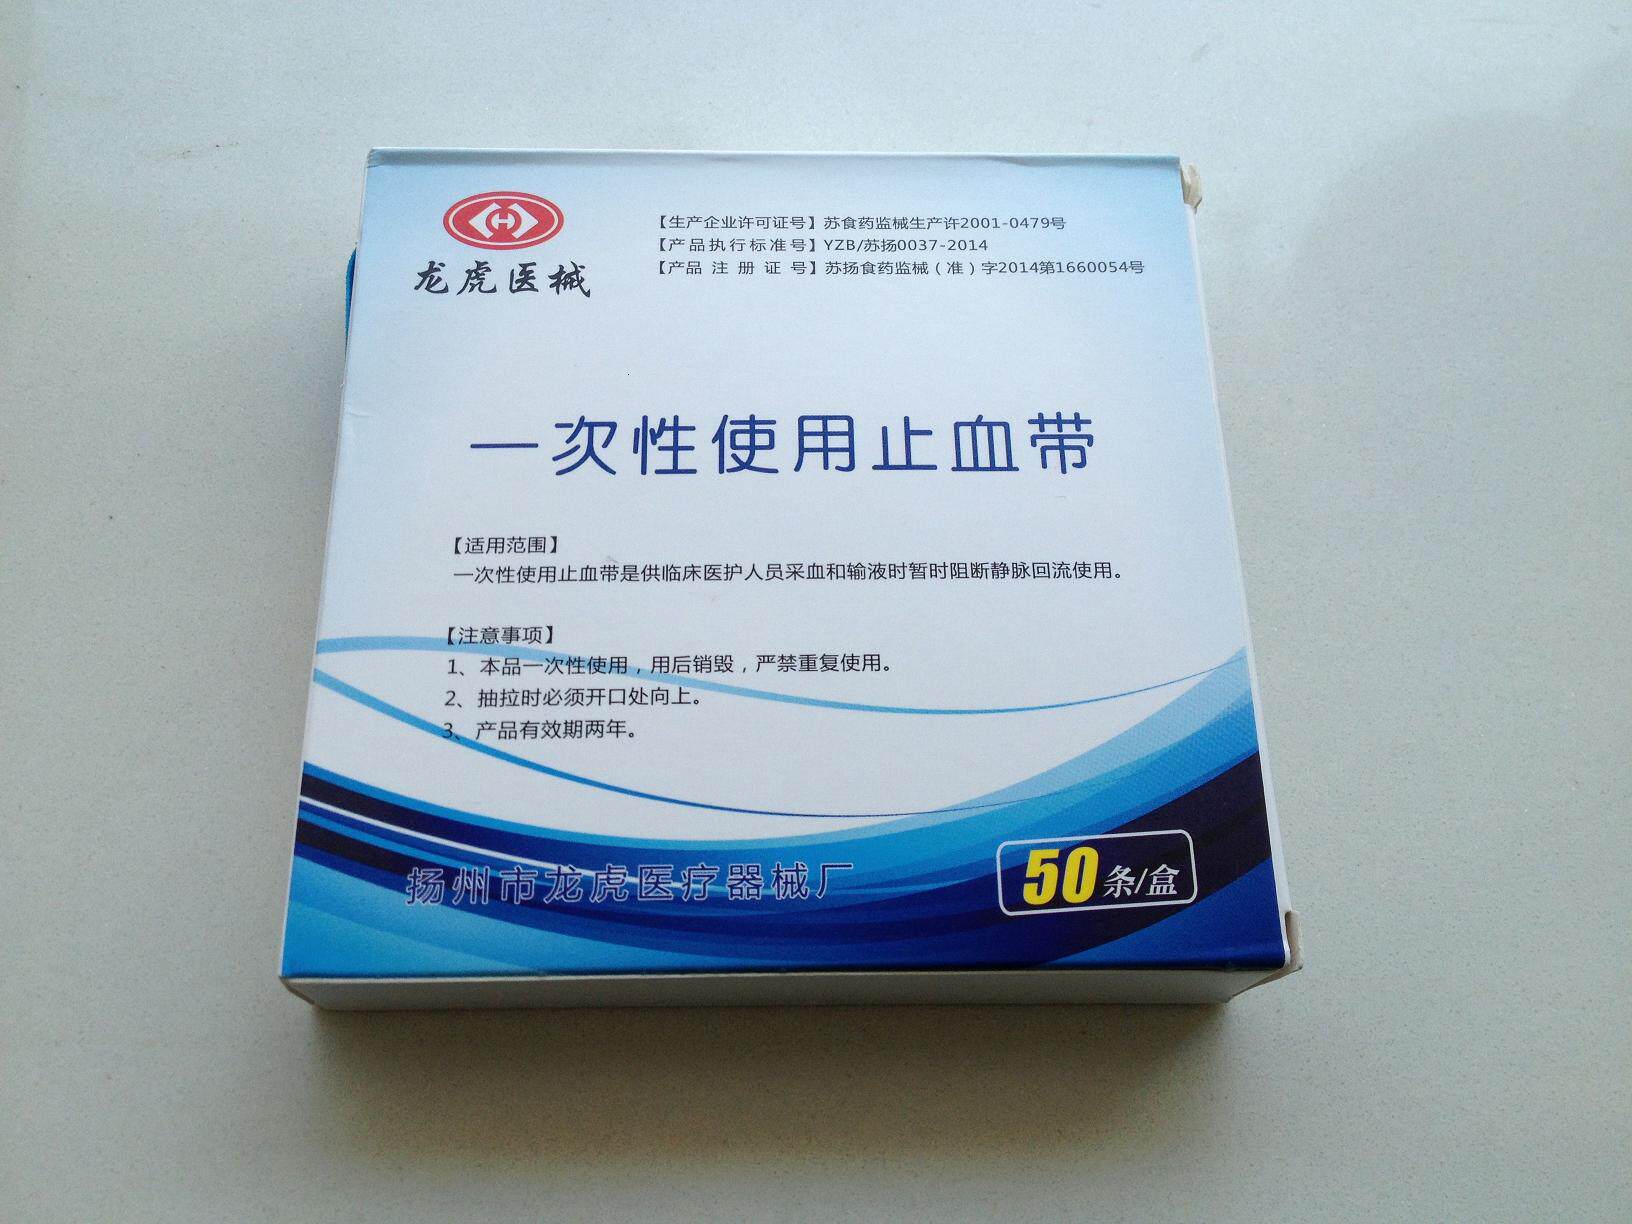 龙虎医械
【生产企业许可证号】苏食药监械生产许2001-0479号
【产品执行标准号】YZB/苏扬0037-2014
【产品 注 册 证 号】苏扬食药监械（准）字2014第1660054号
一次性使用止血带
【适用范围】
一次性使用止血带是供临床医护人员采血和输液时暂时阻断静脉回流使用。
【注意事项】
1、本品一次性使用，用后销毁，严禁重复使用。
2、抽拉时必须开口处向上。
3、产品有效期两年。
扬州市龙虎医疗器械厂
50条/盒